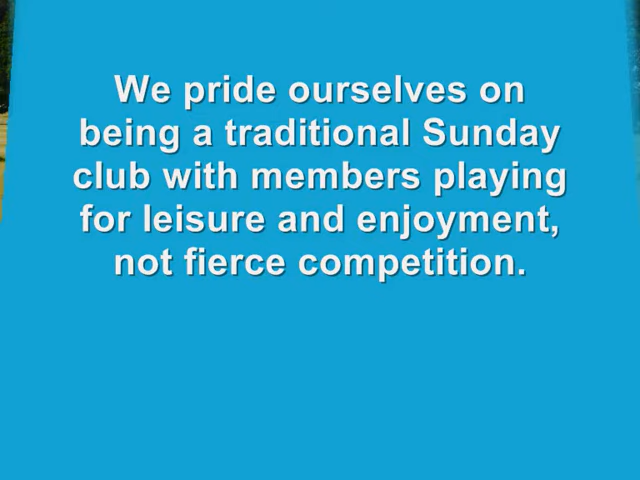 We pride ourselves on
being a traditional Sunday
club with members playing
for leisure and enjoyment,
not fierce competition.